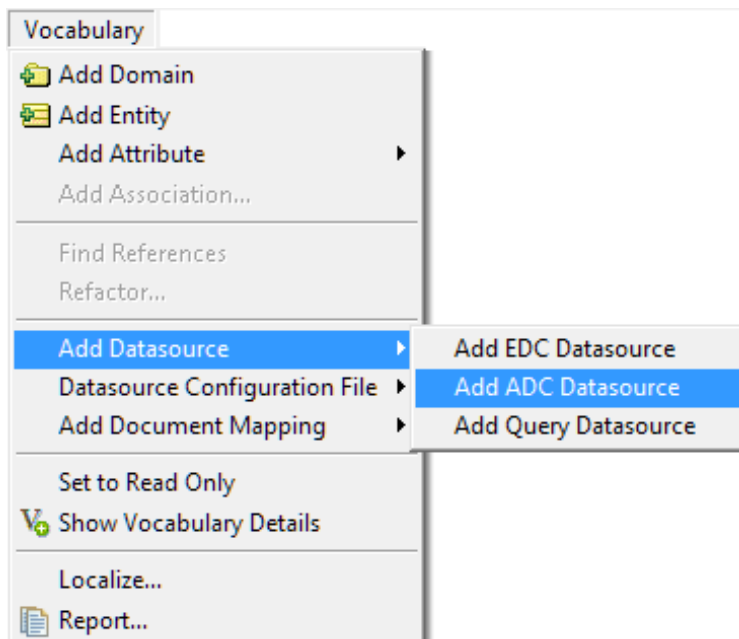 Vocabulary
Add Domain
Add Entity
Add Attribute
Add Association...
Find References
Refactor...
Add Datasource
Add EDC Datasource
Datasource Configuration File
Add ADC Datasource
Add Document Mapping
Add Query Datasource
Set to Read Only
Show Vocabulary Details
Localize...
Report...